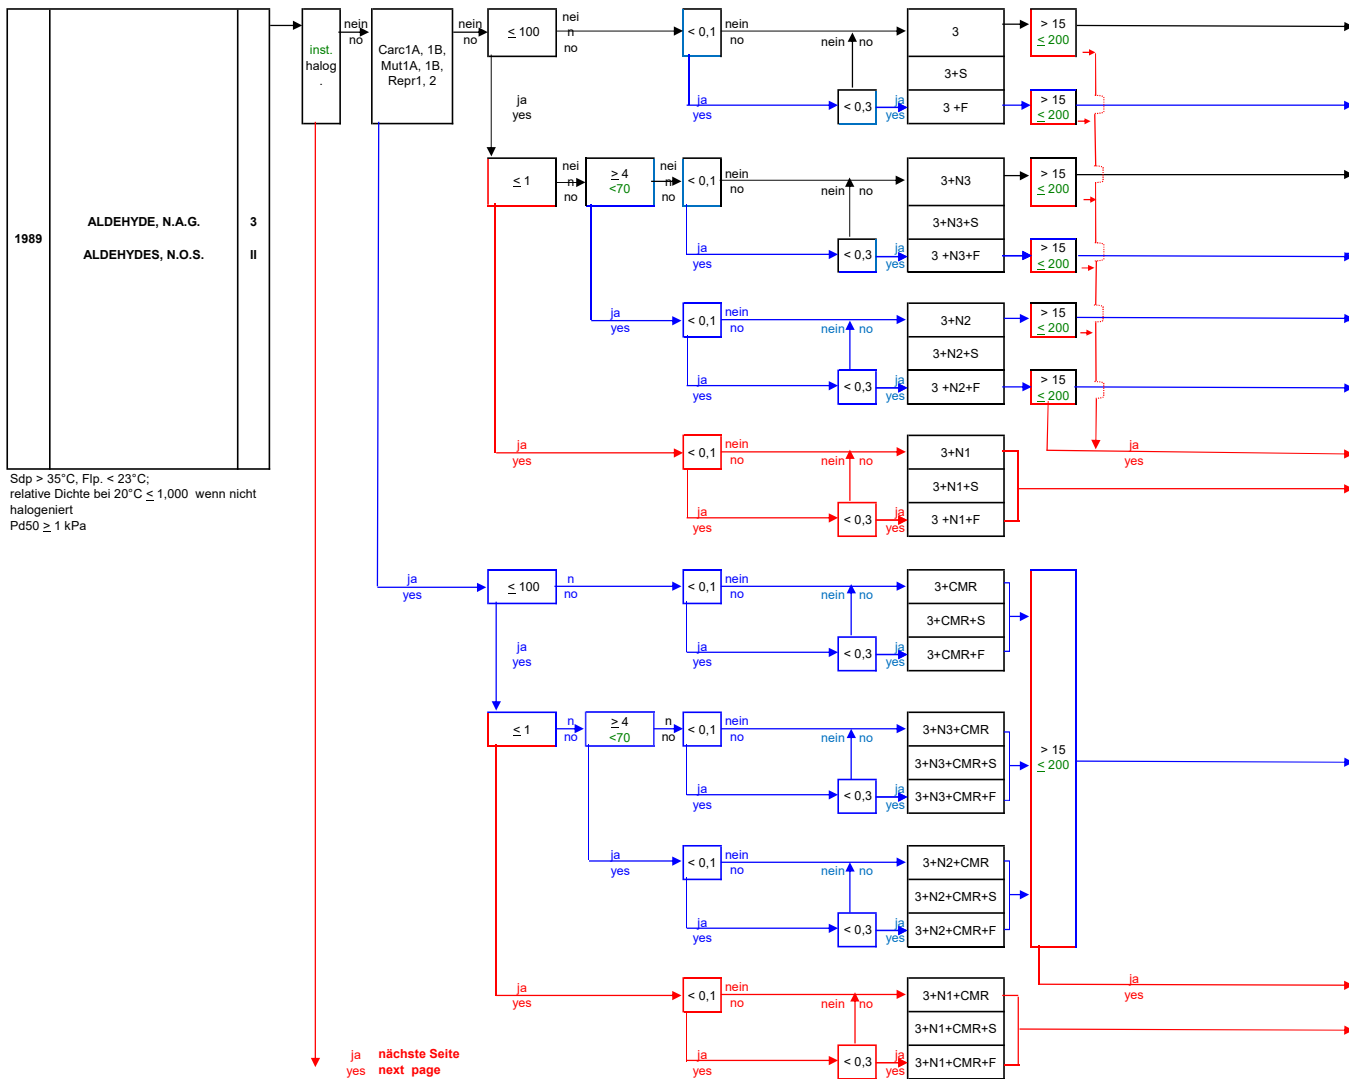 1989
ALDEHYDE, N.A.G.
ALDEHYDES, N.O.S.
3
II
Sdp > 35°C, Flp. < 23°C;
relative Dichte bei 20°C ≤ 1,000 wenn nicht
halogeniert
Pd50 ≥ 1 kPa
inst.
halog
.
nein
no
Carc1A, 1B,
Mut1A, 1B,
Repr1, 2
nein
no
≤ 100
nei
n
no
< 0,1
nein
no
nein no
ja
yes
< 0,3
ja
yes
3
3+S
3 +F
> 15
≤ 200
> 15
≤ 200
ja
yes
≤ 1
nei
n
no
≥ 4
<70
nei
n
no
< 0,1
nein
no
nein no
ja
yes
< 0,3
ja
yes
3+N3
3+N3+S
3 +N3+F
> 15
≤ 200
> 15
≤ 200
ja
yes
< 0,1
nein
no
nein no
ja
yes
< 0,3
ja
yes
3+N2
3+N2+S
3 +N2+F
> 15
≤ 200
> 15
≤ 200
ja
yes
ja
yes
< 0,1
nein
no
nein no
ja
yes
< 0,3
ja
yes
3+N1
3+N1+S
3 +N1+F
ja
yes
≤ 100
n
no
< 0,1
nein
no
nein no
ja
yes
< 0,3
ja
yes
3+CMR
3+CMR+S
3+CMR+F
ja
yes
≤ 1
n
no
≥ 4
<70
n
no
< 0,1
nein
no
nein no
ja
yes
< 0,3
ja
yes
3+N3+CMR
3+N3+CMR+S
3+N3+CMR+F
> 15
≤ 200
ja
yes
< 0,1
nein
no
nein no
ja
yes
< 0,3
ja
yes
3+N2+CMR
3+N2+CMR+S
3+N2+CMR+F
ja
yes
ja
yes
< 0,1
nein
no
nein no
ja
yes
< 0,3
ja
yes
3+N1+CMR
3+N1+CMR+S
3+N1+CMR+F
ja nächste Seite
yes next page